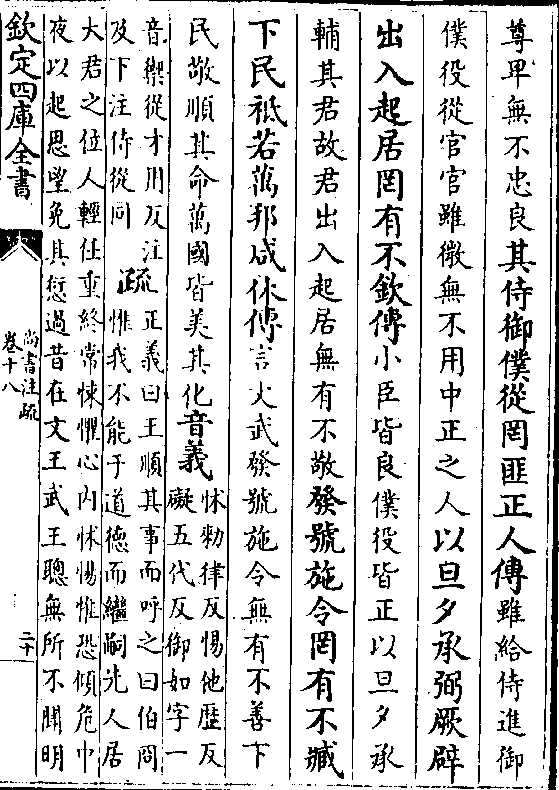 尊卑無不忠良其侍御僕從罔匪正人傳雖給侍進御
僕役從官官雖微無不用中正之人以旦夕承弼厥辟
出入起居罔有不欽傳小臣皆良僕役皆正以旦夕承
輔其君故君出入起居無有不敬發號施令罔有不臧
下民祗若萬邦咸休傳言文武發號施令無有不善下
民敬順其命萬國皆美其化音義
怵勑律反惕他歷反
礙五代反御如字一
音禦從才用反注
及下注侍從同
疏
正義曰王順其事而呼之曰伯冏
惟我不能于道德而繼嗣先人居
大君之位人輕任重終常悚懼心內怵惕惟恐傾危中
夜以起思望免其愆過昔在文王武王聰無所不聞明
欽定四庫全書
尚書注疏
卷十八
二十